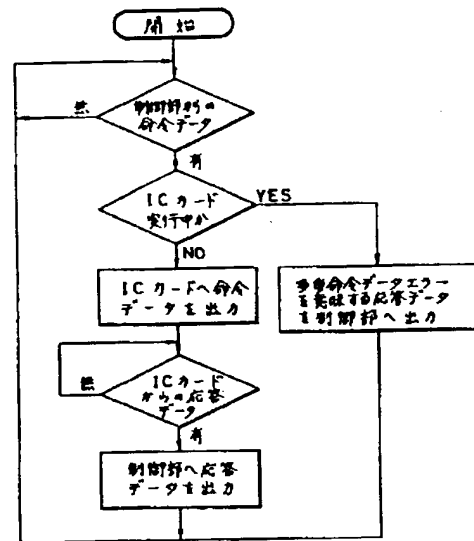 開始
制御部からの
命令データ
無
有
ICカード
実行中か
YES
NO
ICカードへ命令
データを出力
多重命令データエラー
を意味する応答データ
を制御部へ出力
ICカード
からの応答
データ
無
有
制御部へ応答
データを出力